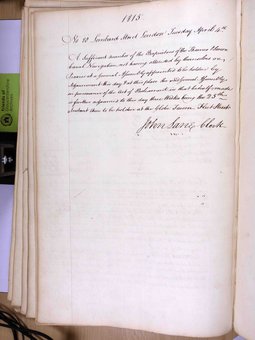 1815
No 10 Lombard Street London Tuesday April 4th
A Sufficient number of the Proprietors of the Thames & Severn
Canal Navigation not having attended by themselves or
Proxies at a General Assembly appointed to be holden by
Adjournment this day & at this place the said General Assembly
in pursuance of the Act of Parliament in that behalf is made
a further adjourned to this day three Weeks being the 25th
Instant then to be holden at the Globe Tavern Fleet Street
John Lane Clerk